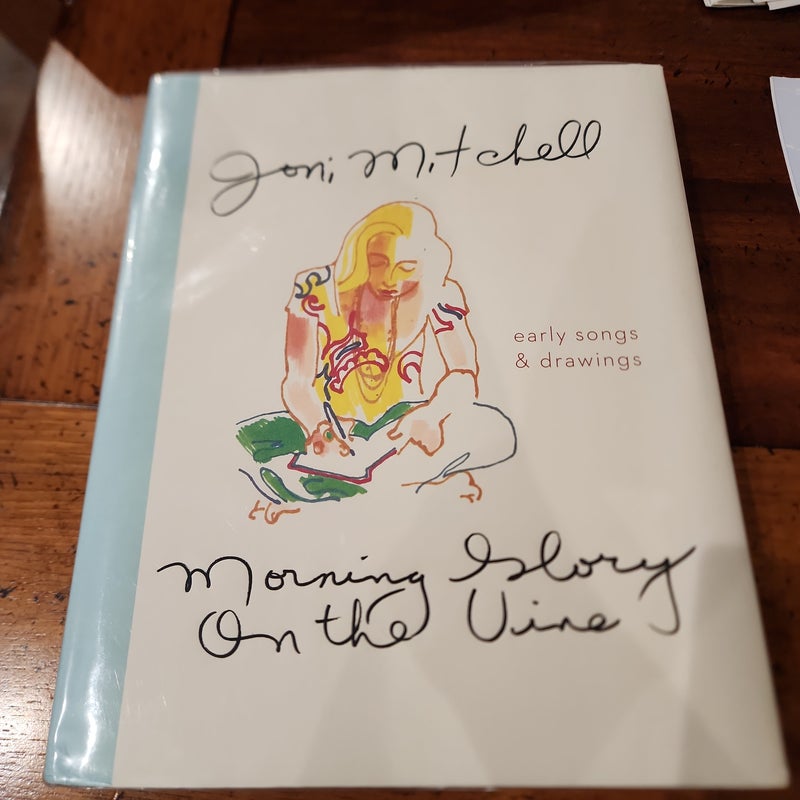 Joni Mitchell
early songs
& drawings
Morning Glory
On the Vine